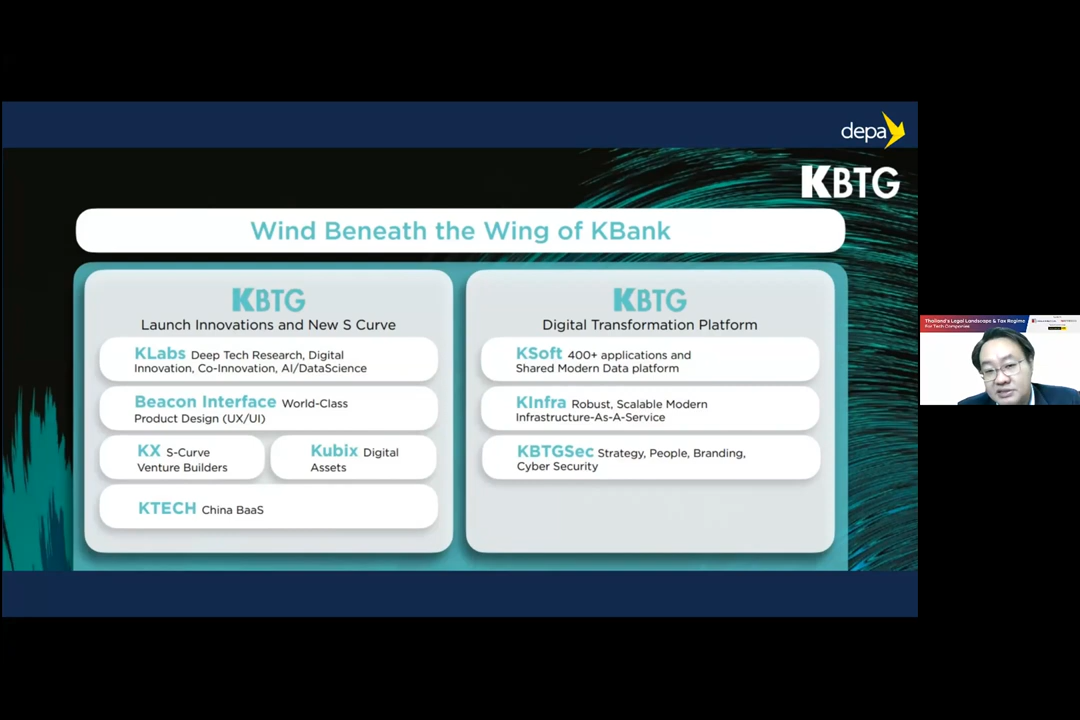 depa
KBTG
Wind Beneath the Wing of KBank
KBTG
Launch Innovations and New S Curve
KLabs Deep Tech Research, Digital
Innovation, Co-Innovation, AI/DataScience
Beacon Interface World-Class
Product Design (UX/UI)
KX S-Curve
Venture Builders
Kubix Digital
Assets
KTECH China BaaS
KBTG
Digital Transformation Platform
KSoft 400+ applications and
Shared Modern Data platform
KInfra Robust, Scalable Modern
Infrastructure-As-A-Service
KBTGSec Strategy, People, Branding,
Cyber Security
Thailand's Legal Landscape & Tax Regime
For Tech Companies